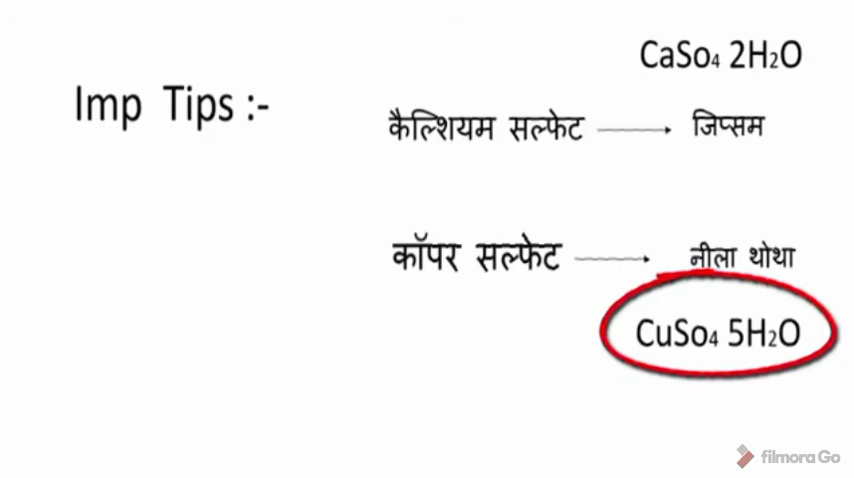 CaSo₄ 2H₂O
Imp Tips :-
कैल्शियम सल्फेट → जिप्सम
कॉपर सल्फेट → नीला थोथा
CuSo₄ 5H₂O
filmora Go